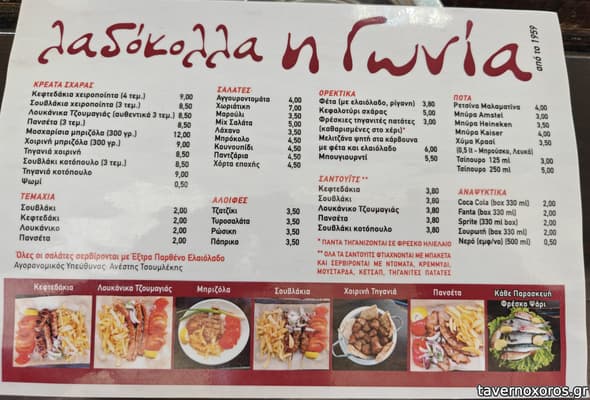 λαδόκολλα η Γωνία
από το 1959
ΚΡΕΑΤΑ ΣΧΑΡΑΣ
Κεφτεδάκια χειροποίητα (4 τεμ.) 9,00
Σουβλάκια χειροποίητα (3 τεμ.) 8,50
Λουκάνικα Τζουμαγιάς (αυθεντικά 3 τεμ.) 8,50
Πανσέτα (3 τεμ.) 8,50
Μοσχαρίσια μπριζόλα (300 γρ.) 12,00
Χοιρινή μπριζόλα (300 γρ.) 9,00
Τηγανιά χοιρινή 8,50
Σουβλάκι κοτόπουλο (3 τεμ.) 8,50
Τηγανιά κοτόπουλο 9,00
Ψωμί 0,50
ΤΕΜΑΧΙΑ
Σουβλάκι 2,00
Κεφτεδάκι 2,00
Λουκάνικο 2,00
Πανσέτα 2,00
ΣΑΛΑΤΕΣ
Αγγουροντομάτα 4,00
Χωριάτικη 7,00
Μαρούλι 3,50
Μίχ Σαλάτα 5,00
Λάχανο 3,50
Μπρόκολο 4,50
Κουνουπίδι 4,50
Παντζάρια 4,50
Χόρτα εποχής 4,50
ΑΛΟΙΦΕΣ
Τζατζίκι 3,50
Τυροσαλάτα 3,50
Ρώσικη 3,50
Πάπρικα 3,50
Όλες οι σαλάτες σερβίρονται με Έξτρα Παρθένο Ελαιόλαδο
Αγορανομικός Υπεύθυνος: Ανέστης Τσουμλέκης
ΟΡΕΚΤΙΚΑ
Φέτα (με ελαιόλαδο, ρίγανη) 3,80
Κεφαλοτύρι σχάρας 5,00
Φρέσκιες τηγανίτες πατάτες 3,00
(καθαρισμένες στο χέρι)*
Μελιτζάνα ψητή στα κάρβουνα
με φέτα και ελαιόλαδο 6,00
Μπουγιουρντί 5,50
ΣΑΝΤΟΥΪΤΣ**
Κεφτεδάκια 3,80
Σουβλάκι 3,80
Λουκάνικο Τζουμαγιάς 3,80
Πανσέτα 3,80
Σουβλάκι κοτόπουλο 3,80
* ΠΑΝΤΑ ΤΗΓΑΝΙΖΟΝΤΑΙ ΣΕ ΦΡΕΣΚΟ ΗΛΙΕΛΑΙΟ
** ΟΛΑ ΤΑ ΣΑΝΤΟΥΙΤΣ ΦΤΙΑΧΝΟΝΤΑΙ ΜΕ ΜΠΑΚΕΤΑ
ΚΑΙ ΣΕΡΒΙΡΟΝΤΑΙ ΜΕ ΝΤΟΜΑΤΑ, ΚΡΕΜΜΥΔΙ,
ΜΟΥΣΤΑΡΔΑ, ΚΕΤΣΑΠ, ΤΗΓΑΝΙΤΕΣ ΠΑΤΑΤΕΣ
ΠΟΤΑ
Ρετσίνα Μαλαματίνα 4,00
Μπύρα Amstel 3,00
Μπύρα Heineken 3,50
Μπύρα Kaiser 4,00
Χύμα Κρασί 3,50
(0,5 lt - Μπρούσκο, Λευκό)
Τσίπουρο 125 ml 3,00
Τσίπουρο 250 ml 5,00
ΑΝΑΨΥΚΤΙΚΑ
Coca Cola (box 330 ml) 2,00
Fanta (box 330 ml) 2,00
Sprite (330 ml box) 2,00
Σουρωτή (box 330 ml) 2,00
Νερό (εμφ/νο) (500 ml) 0,50
Κεφτεδάκια
Λουκάνικα Τζουμαγιάς
Μπριζόλα
Σουβλάκια
Χοιρινή Τηγανιά
Πανσέτα
Κάθε Παρασκευή
Φρέσκο Ψάρι
tavernoxoros.gr